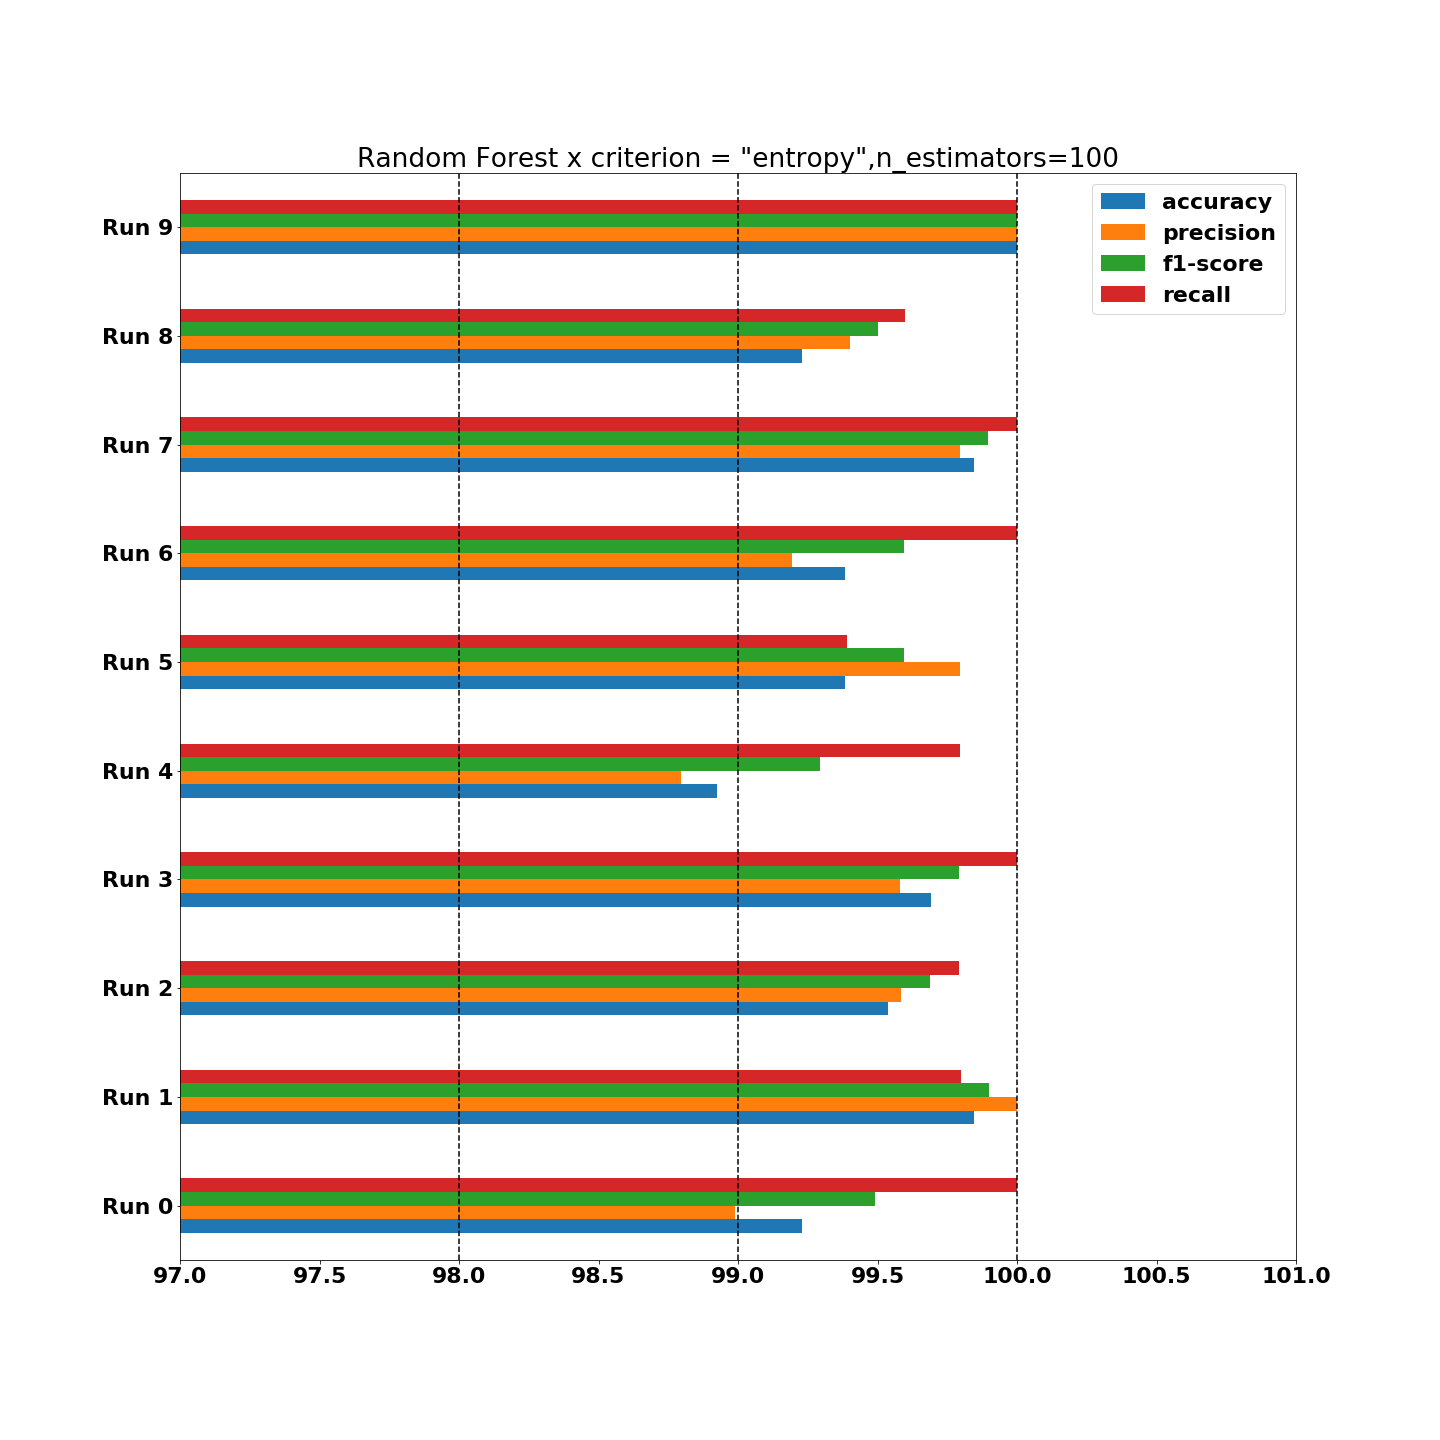 Random Forest x criterion = "entropy",n_estimators=100
accuracy
precision
f1-score
recall
Run 9
Run 8
Run 7
Run 6
Run 5
Run 4
Run 3
Run 2
Run 1
Run 0
97.0 97.5 98.0 98.5 99.0 99.5 100.0 100.5 101.0